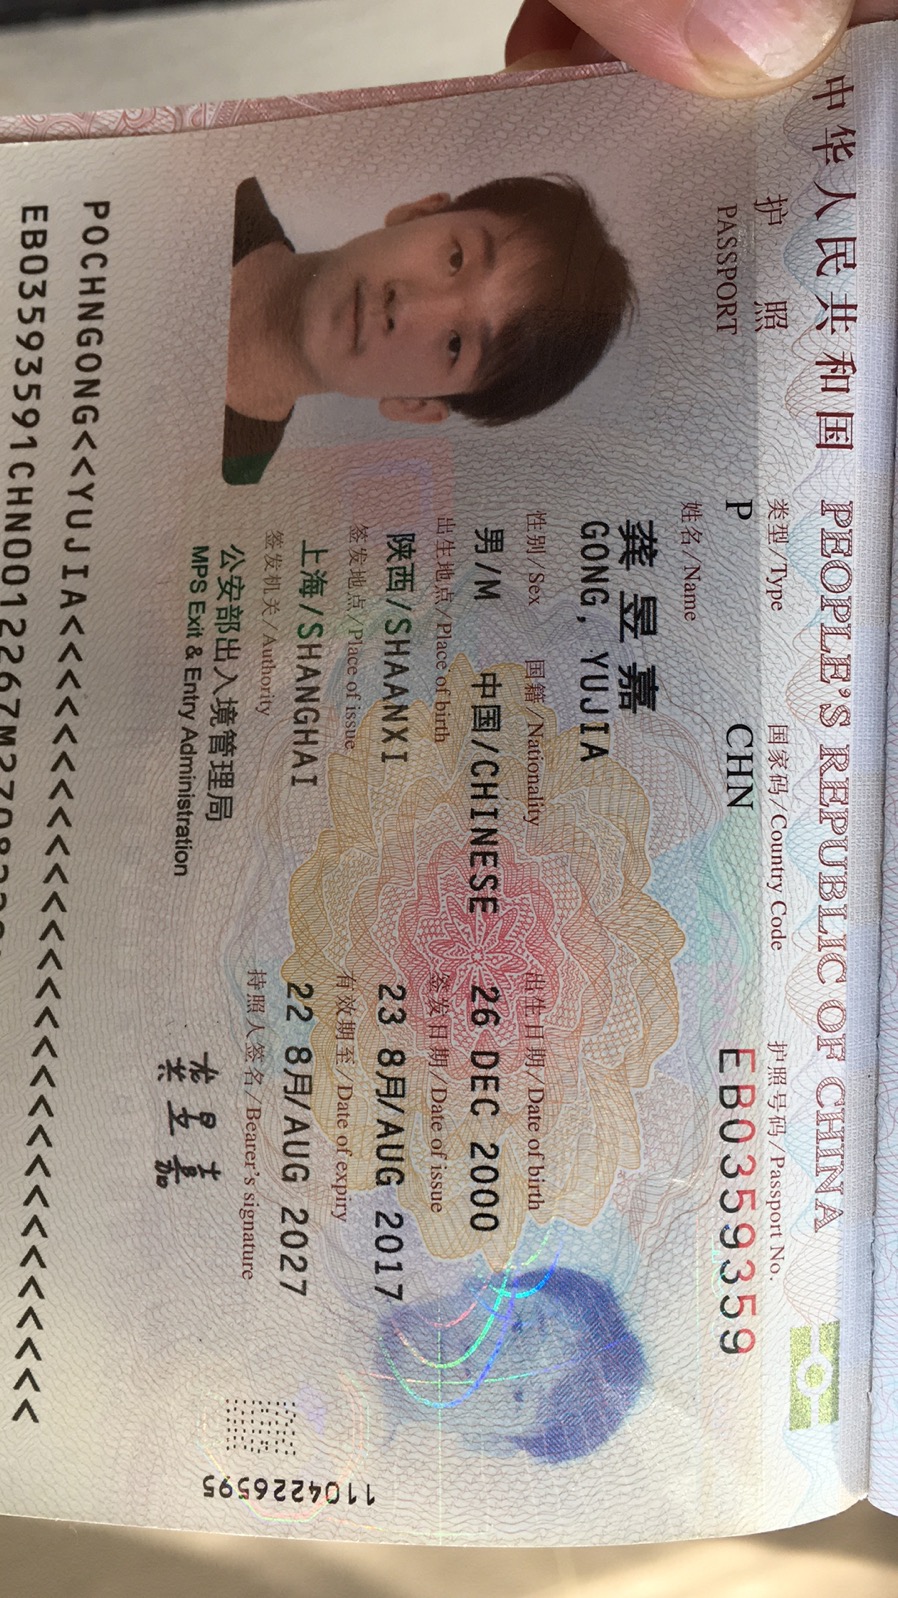 中华人民共和国 PEOPLE'S REPUBLIC OF CHINA
护 照
PASSPORT
类型/Type
国家码/Country Code
护照号码/Passport No.
P
CHN
EB0359359
姓名/Name
龚昱嘉
GONG, YUJIA
性别/Sex
国籍/Nationality
出生日期/Date of birth
男/M
中国/CHINESE
26 DEC 2000
出生地点/Place of birth
签发日期/Date of issue
陕西/SHAANXI
23 8月/AUG 2017
签发地点/Place of issue
有效期至/Date of expiry
上海/SHANGHAI
22 8月/AUG 2027
签发机关/Authority
持照人签名/Bearer's signature
公安部出入境管理局
MPS Exit & Entry Administration
龚昱嘉
1104226595
POCHNGONG<<YUJIA<<<<<<<<<<<<<<<<<<<<<<<<<<<<
EB03593591CHN0012267M270822